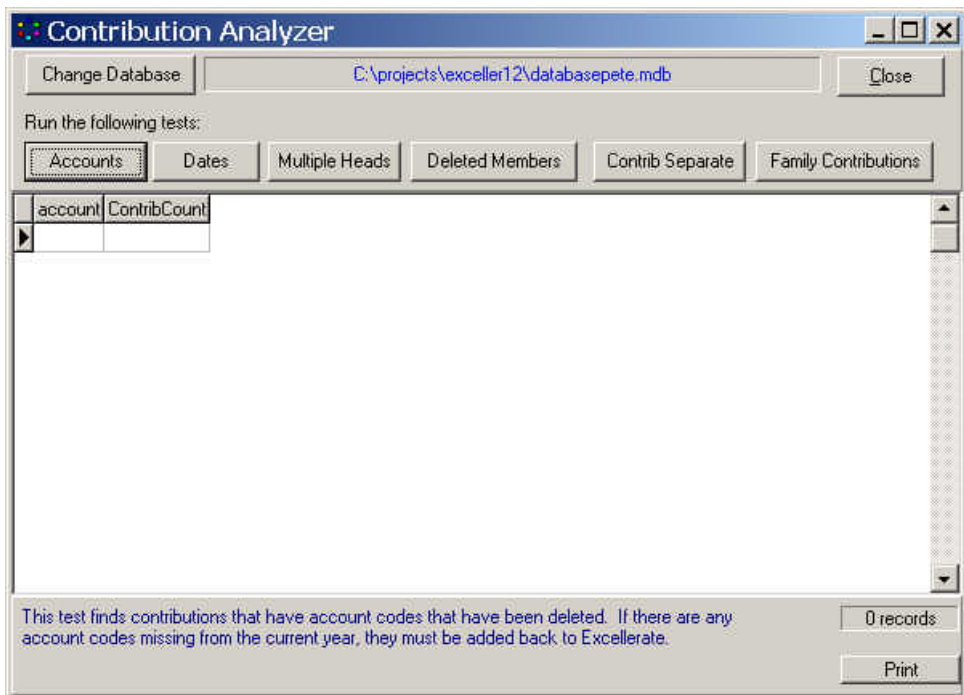 Contribution Analyzer
Change Database C:\projects\exceller12\databasepete.mdb Close
Run the following tests:
Accounts Dates Multiple Heads Deleted Members Contrib Separate Family Contributions
account ContribCount
This test finds contributions that have account codes that have been deleted. If there are any
account codes missing from the current year, they must be added back to Excellerate.
0 records
Print